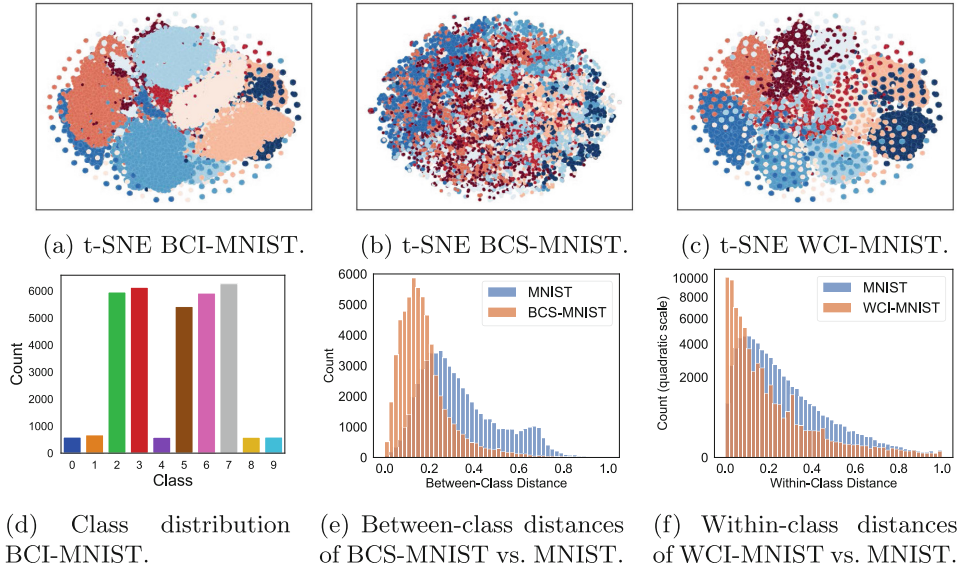 (a) t-SNE BCI-MNIST.
(b) t-SNE BCS-MNIST.
(c) t-SNE WCI-MNIST.
6000
5000
4000
3000
2000
1000
0
Count
0 1 2 3 4 5 6 7 8 9
Class
6000
5000
4000
3000
2000
1000
0
Count
MNIST
BCS-MNIST
0.0 0.2 0.4 0.6 0.8 1.0
Between-Class Distance
10000
8000
6000
4000
2000
0
Count (quadratic scale)
MNIST
WCI-MNIST
0.0 0.2 0.4 0.6 0.8 1.0
Within-Class Distance
(d) Class distribution
BCI-MNIST.
(e) Between-class distances
of BCS-MNIST vs. MNIST.
(f) Within-class distances
of WCI-MNIST vs. MNIST.